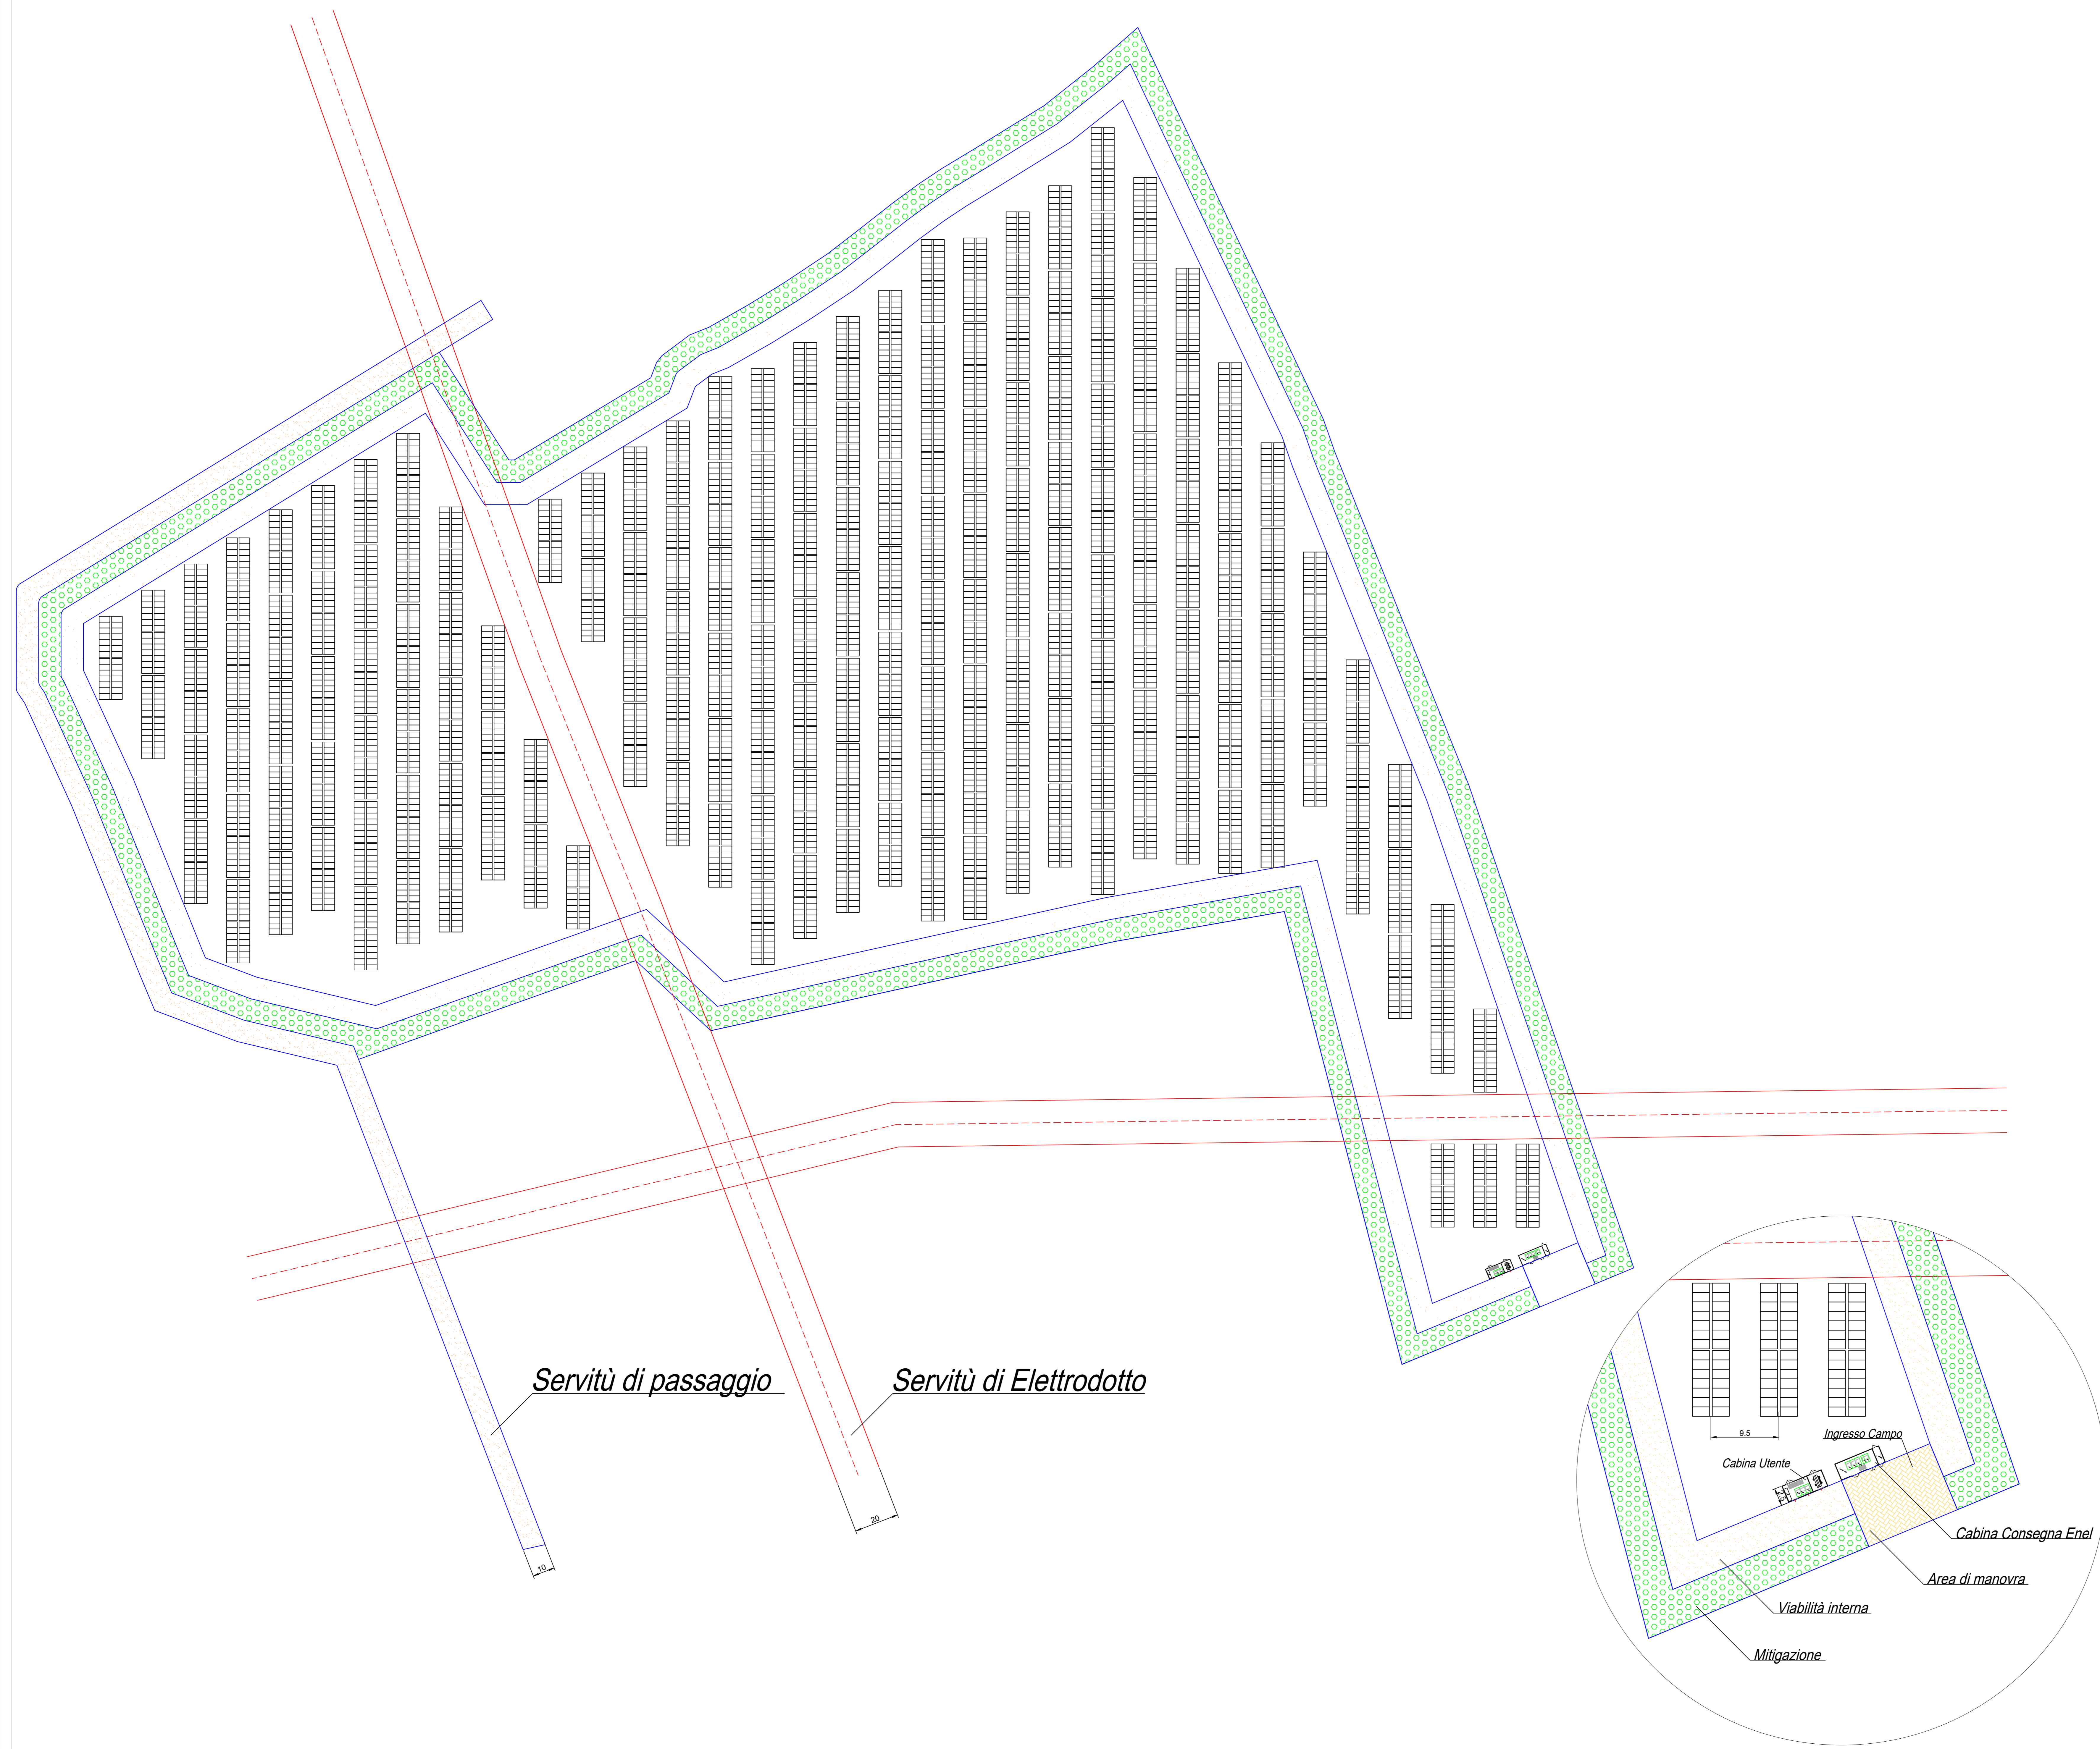 Servitù di passaggio
Servitù di Elettrodotto
20
10
9.5
Ingresso Campo
Cabina Utente
Cabina Consegna Enel
Area di manovra
Viabilità interna
Mitigazione